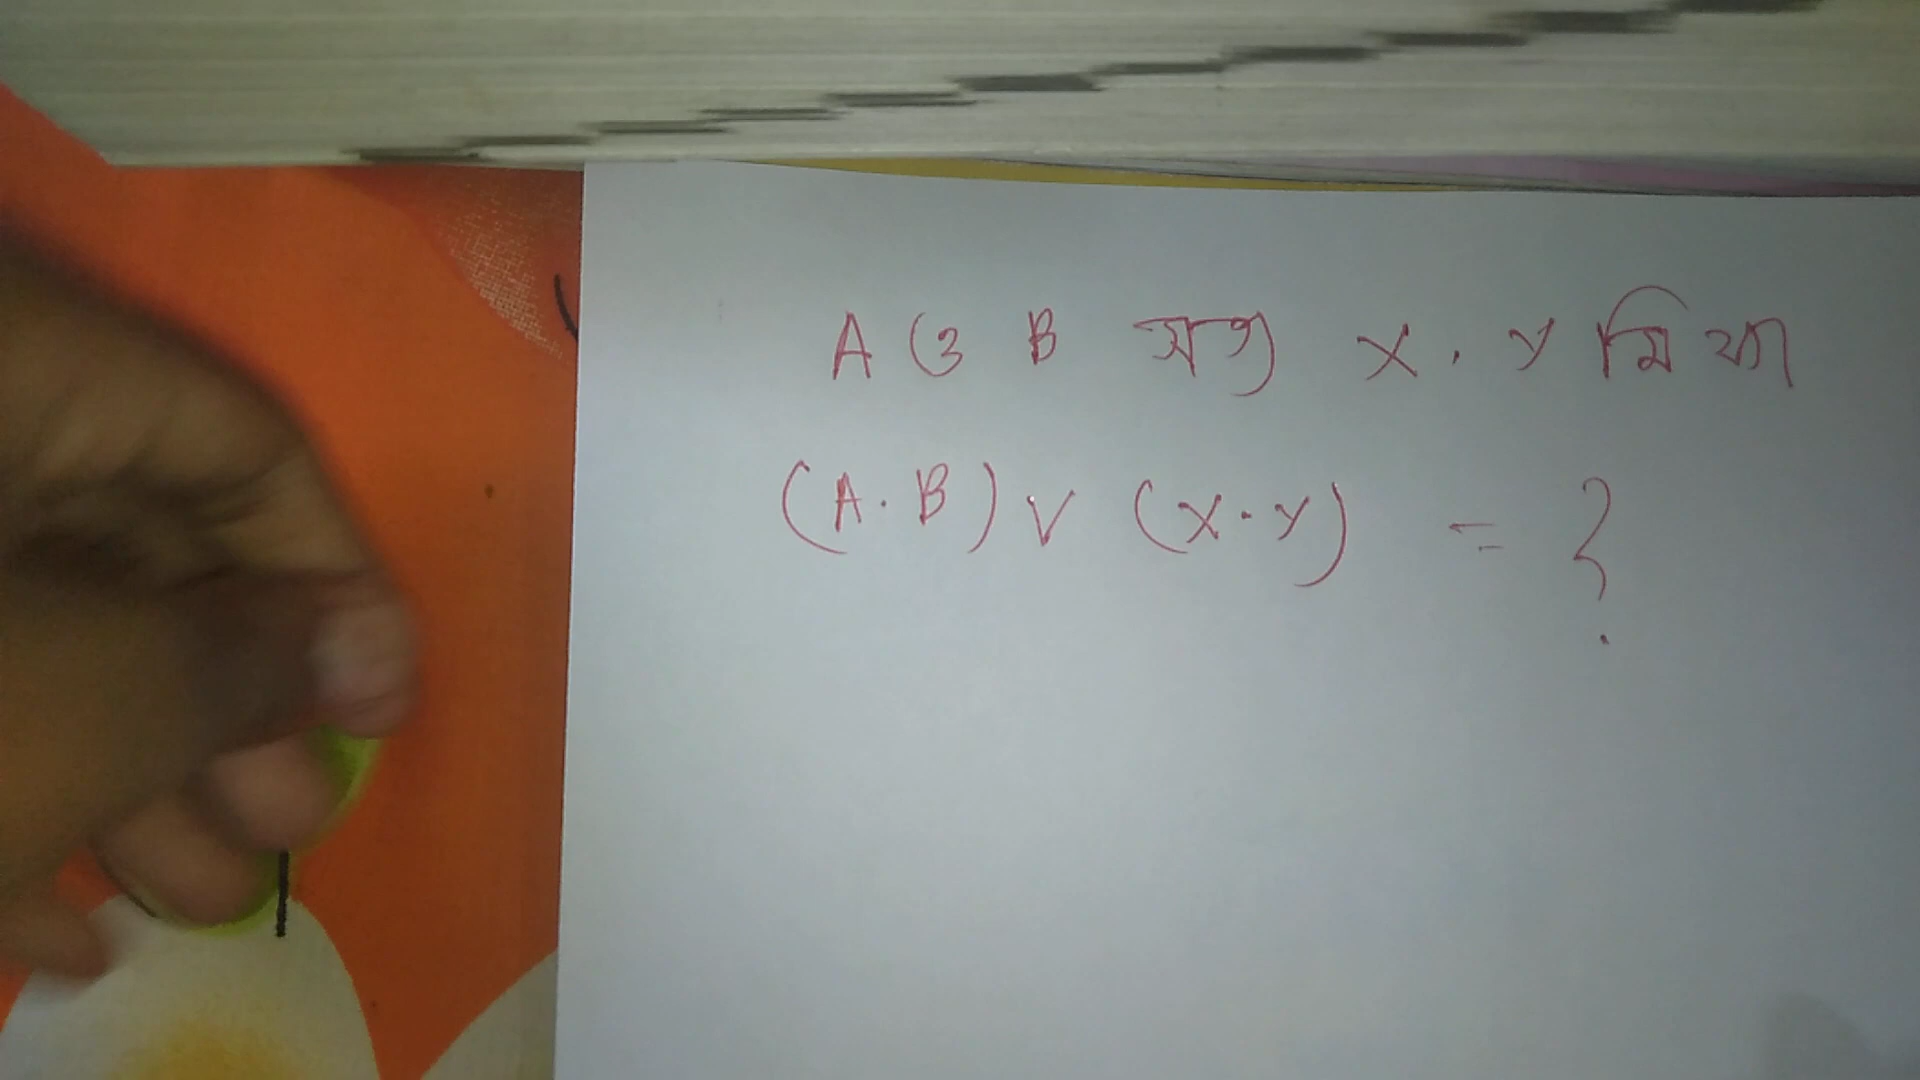 A ও B সত্য X . Y মিথ্যা
(A . B) v (X . Y) = ?